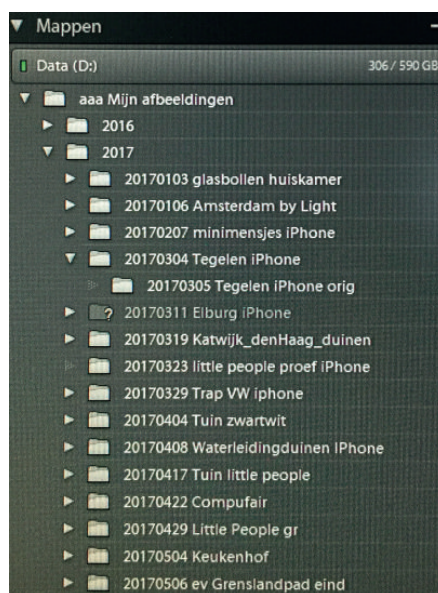 Mappen
Data (D:) 306 / 590 GB
aaa Mijn afbeeldingen
2016
2017
20170103 glasbollen huiskamer
20170106 Amsterdam by Light
20170207 minimensjes iPhone
20170304 Tegelen iPhone
20170305 Tegelen iPhone orig
20170311 Elburg iPhone
20170319 Katwijk_denHaag_duinen
20170323 little people proef iPhone
20170329 Trap VW iphone
20170404 Tuin zwartwit
20170408 Waterleidingduinen IPhone
20170417 Tuin little people
20170422 Compufair
20170429 Little People gr
20170504 Keukenhof
20170506 ev Grenslandpad eind